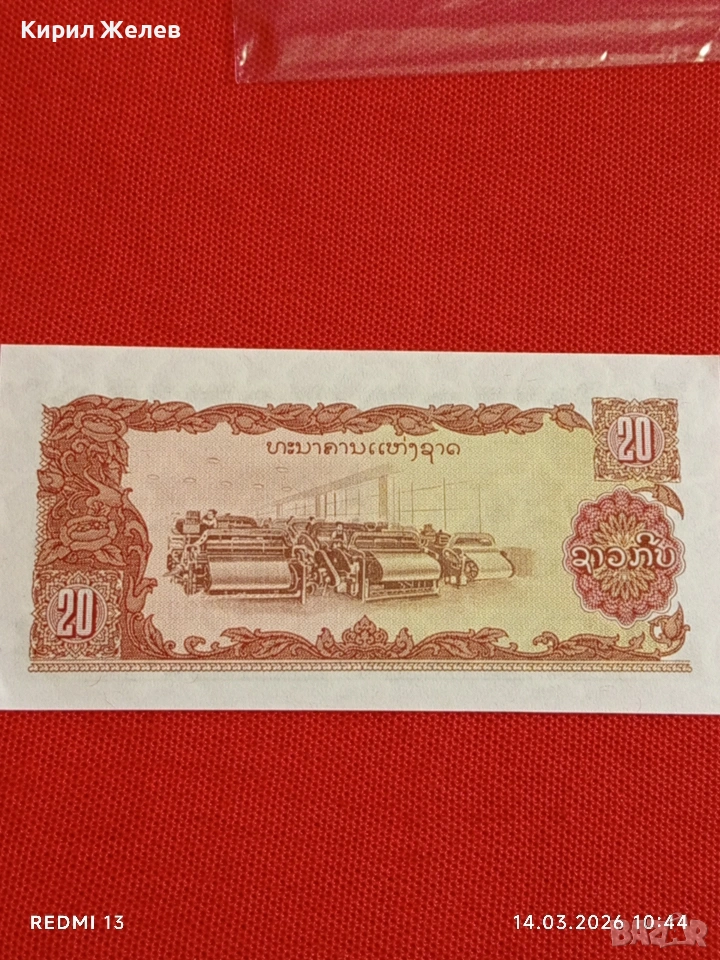 Кирил Желев
ທະນາຄານແຫ່ງຊາດ
20
ຊາວກີບ
20
REDMI 13
14.03.2026 10:44
BAZAR